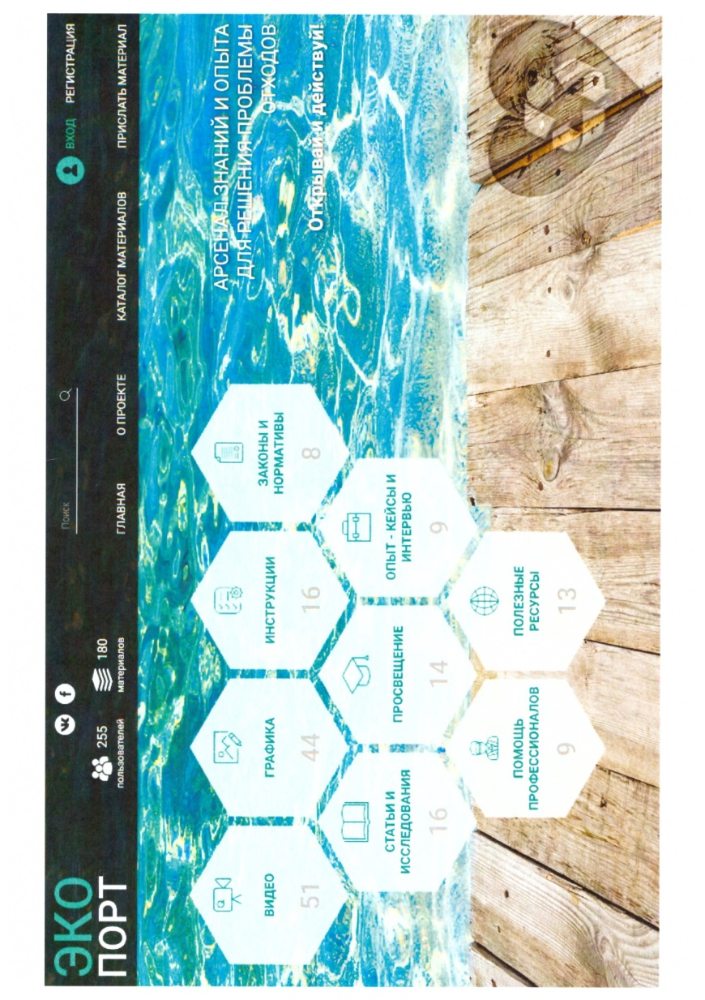 ЭКО
ПОРТ
255
пользователей
180
материалов
Поиск
ВХОД
РЕГИСТРАЦИЯ
ГЛАВНАЯ
О ПРОЕКТЕ
КАТАЛОГ МАТЕРИАЛОВ
ПРИСЛАТЬ МАТЕРИАЛ
АРСЕНАЛ ЗНАНИЙ И ОПЫТА
ДЛЯ РЕШЕНИЯ ПРОБЛЕМЫ
ОТХОДОВ
Открывай и действуй!
ВИДЕО
51
ГРАФИКА
44
ИНСТРУКЦИИ
16
ЗАКОНЫ И
НОРМАТИВЫ
8
СТАТЬИ И
ИССЛЕДОВАНИЯ
16
ПРОСВЕЩЕНИЕ
14
ОПЫТ - КЕЙСЫ И
ИНТЕРВЬЮ
9
ПОМОЩЬ
ПРОФЕССИОНАЛОВ
9
ПОЛЕЗНЫЕ
РЕСУРСЫ
13